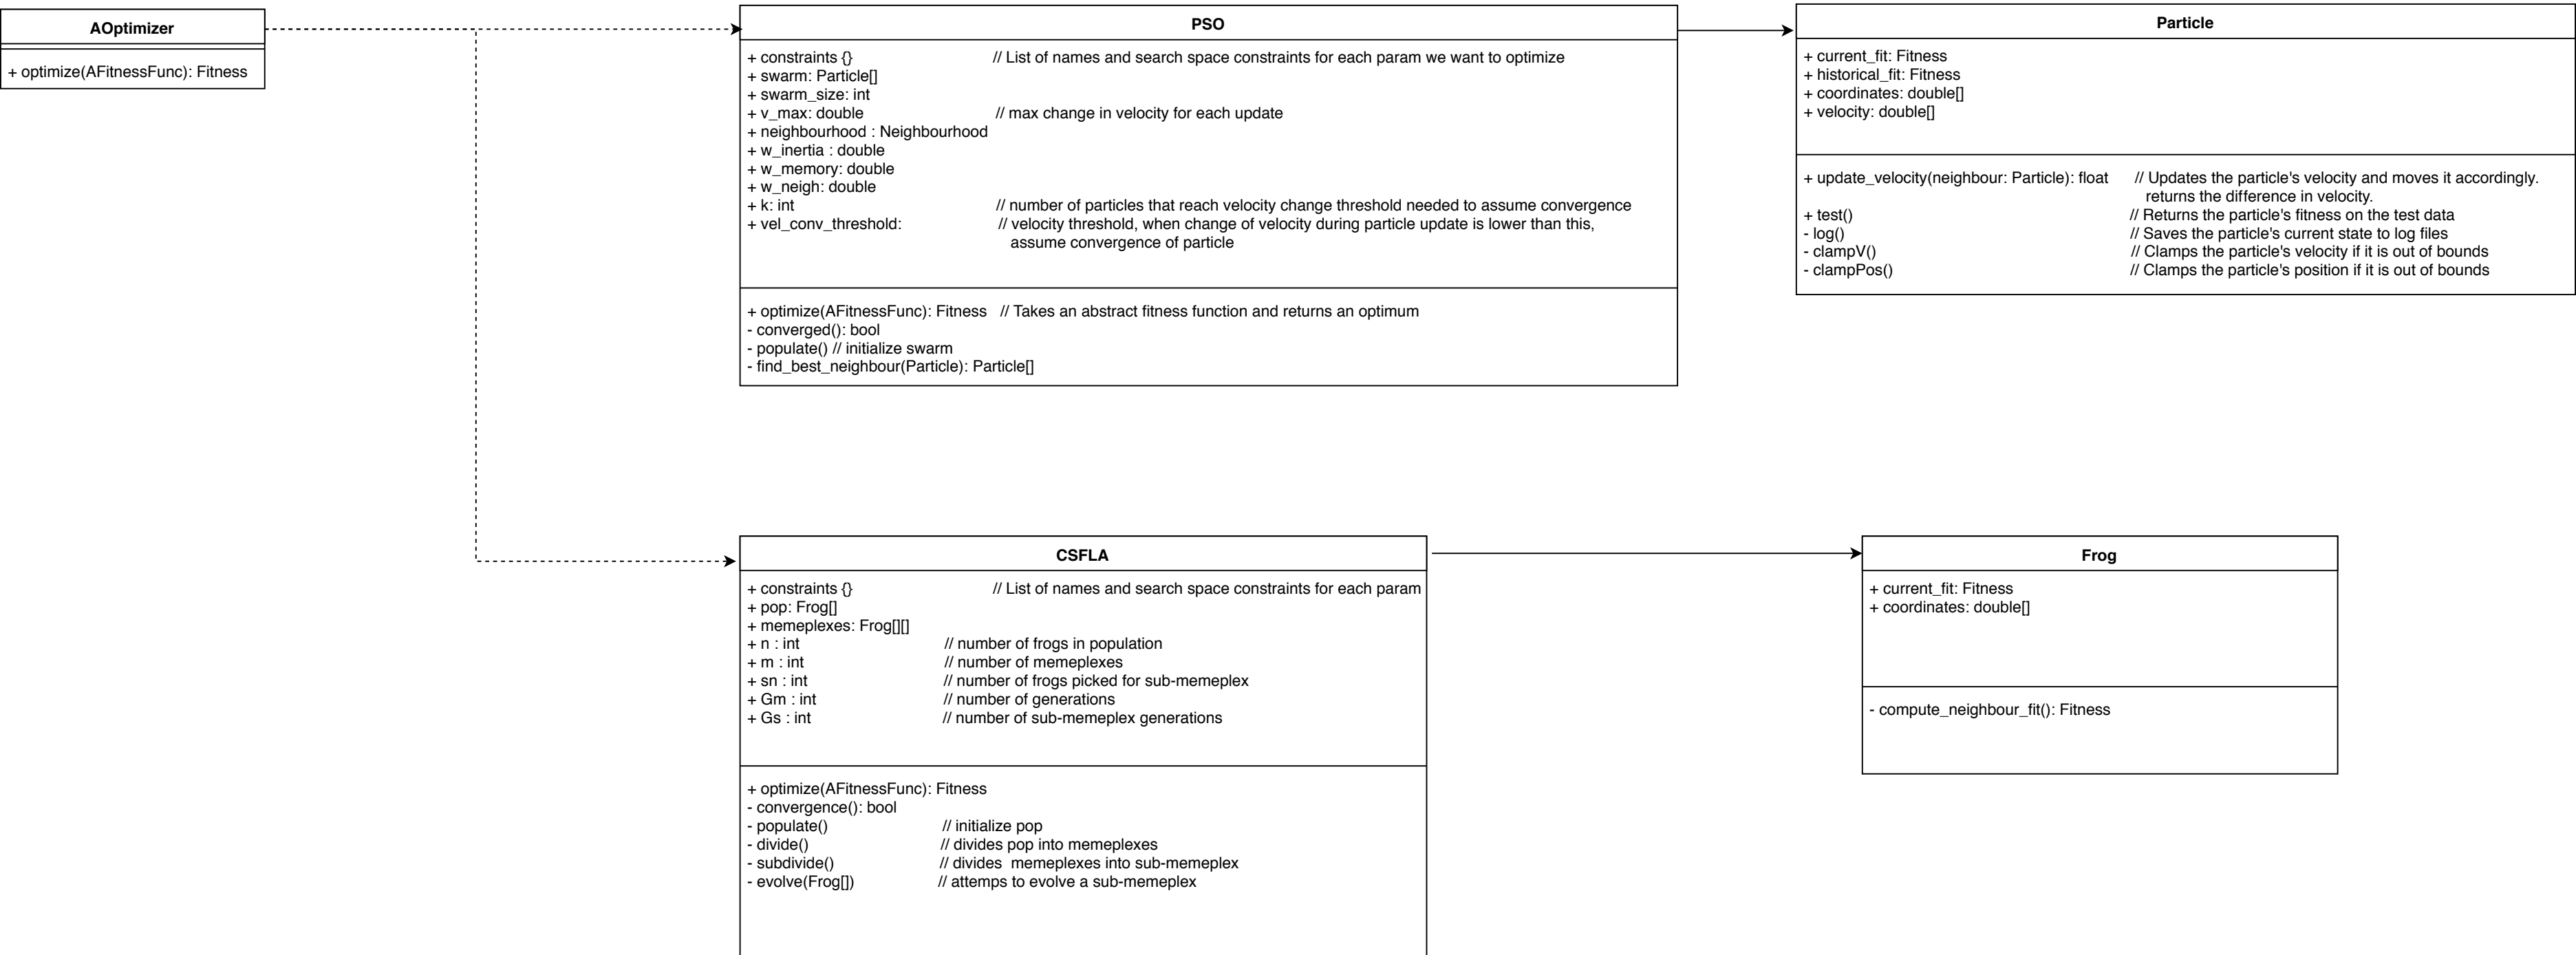 AOptimizer
+ optimize(AFitnessFunc): Fitness
PSO
+ constraints {} // List of names and search space constraints for each param we want to optimize
+ swarm: Particle[]
+ swarm_size: int
+ v_max: double // max change in velocity for each update
+ neighbourhood : Neighbourhood
+ w_inertia : double
+ w_memory: double
+ w_neigh: double
+ k: int // number of particles that reach velocity change threshold needed to assume convergence
+ vel_conv_threshold: // velocity threshold, when change of velocity during particle update is lower than this,
assume convergence of particle
+ optimize(AFitnessFunc): Fitness // Takes an abstract fitness function and returns an optimum
- converged(): bool
- populate() // initialize swarm
- find_best_neighbour(Particle): Particle[]
Particle
+ current_fit: Fitness
+ historical_fit: Fitness
+ coordinates: double[]
+ velocity: double[]
+ update_velocity(neighbour: Particle): float // Updates the particle's velocity and moves it accordingly.
returns the difference in velocity.
+ test() // Returns the particle's fitness on the test data
- log() // Saves the particle's current state to log files
- clampV() // Clamps the particle's velocity if it is out of bounds
- clampPos() // Clamps the particle's position if it is out of bounds
CSFLA
+ constraints {} // List of names and search space constraints for each param
+ pop: Frog[]
+ memeplexes: Frog[][]
+ n : int // number of frogs in population
+ m : int // number of memeplexes
+ sn : int // number of frogs picked for sub-memeplex
+ Gm : int // number of generations
+ Gs : int // number of sub-memeplex generations
+ optimize(AFitnessFunc): Fitness
- convergence(): bool
- populate() // initialize pop
- divide() // divides pop into memeplexes
- subdivide() // divides memeplexes into sub-memeplex
- evolve(Frog[]) // attemps to evolve a sub-memeplex
Frog
+ current_fit: Fitness
+ coordinates: double[]
- compute_neighbour_fit(): Fitness